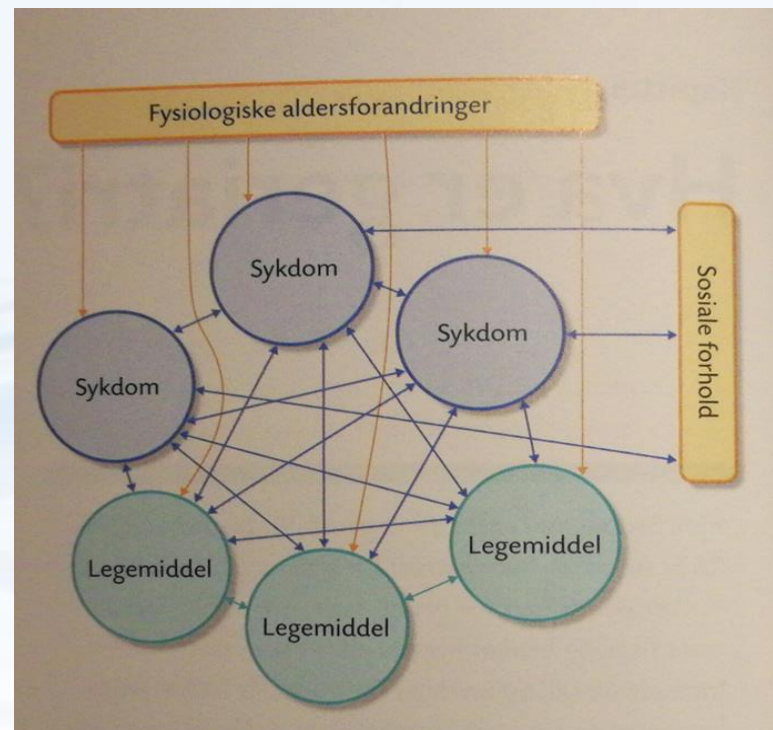 Fysiologiske aldersforandringer
Sykdom
Sykdom
Sykdom
Sosiale forhold
Legemiddel
Legemiddel
Legemiddel